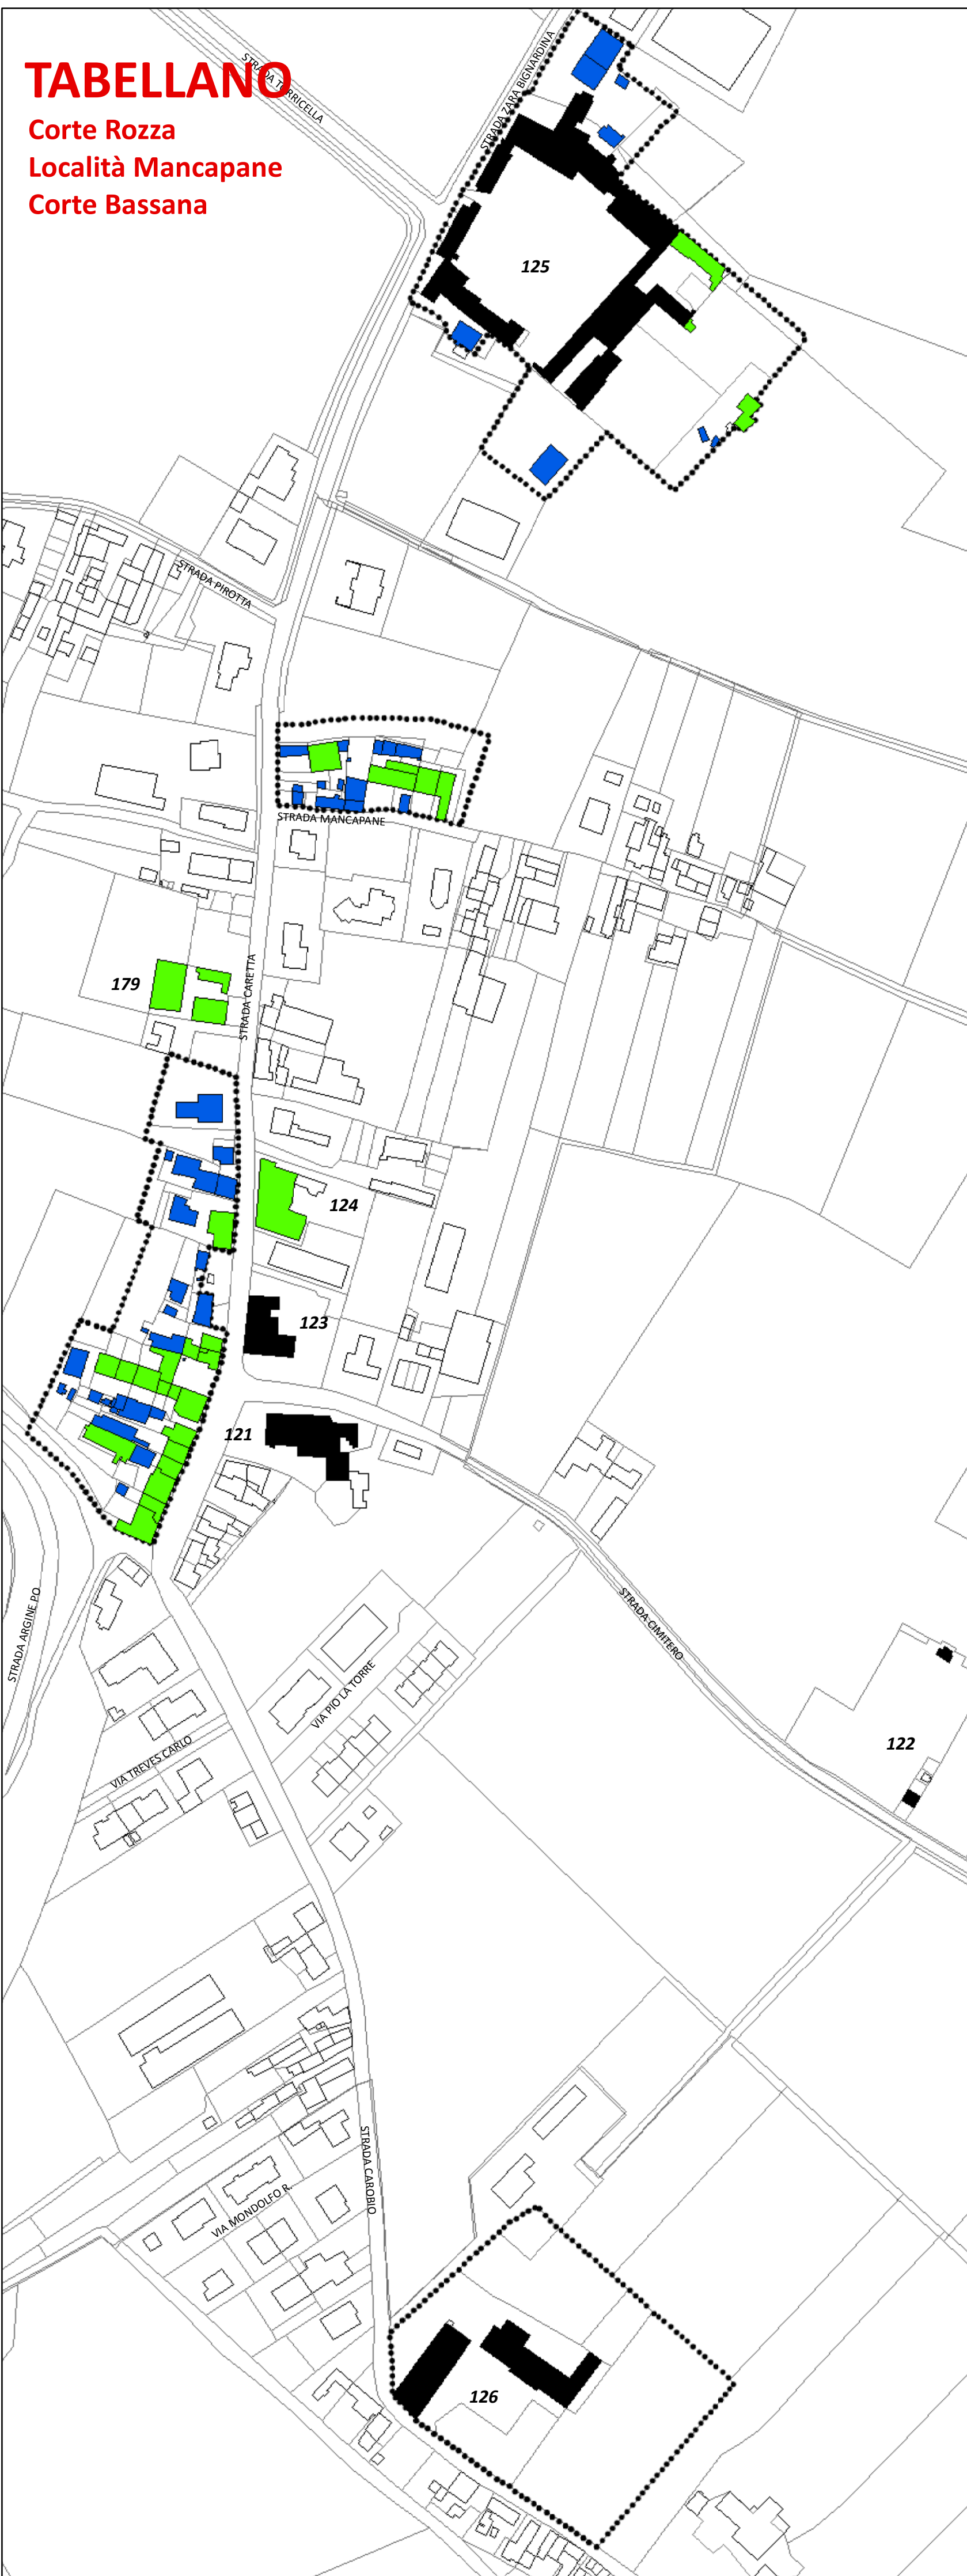 TABELLANO
Corte Rozza
Località Mancapane
Corte Bassana
STRADA TORRICELLA
STRADA ZARA BIGNARDINA
125
STRADA PIROTTA
STRADA MANCAPANE
179
STRADA CARETTA
124
123
121
STRADA ARGINE PO
STRADA CIMITERO
VIA PIO LA TORRE
122
VIA TREVES CARLO
STRADA CAROBIO
VIA MONDOLFO R.
126